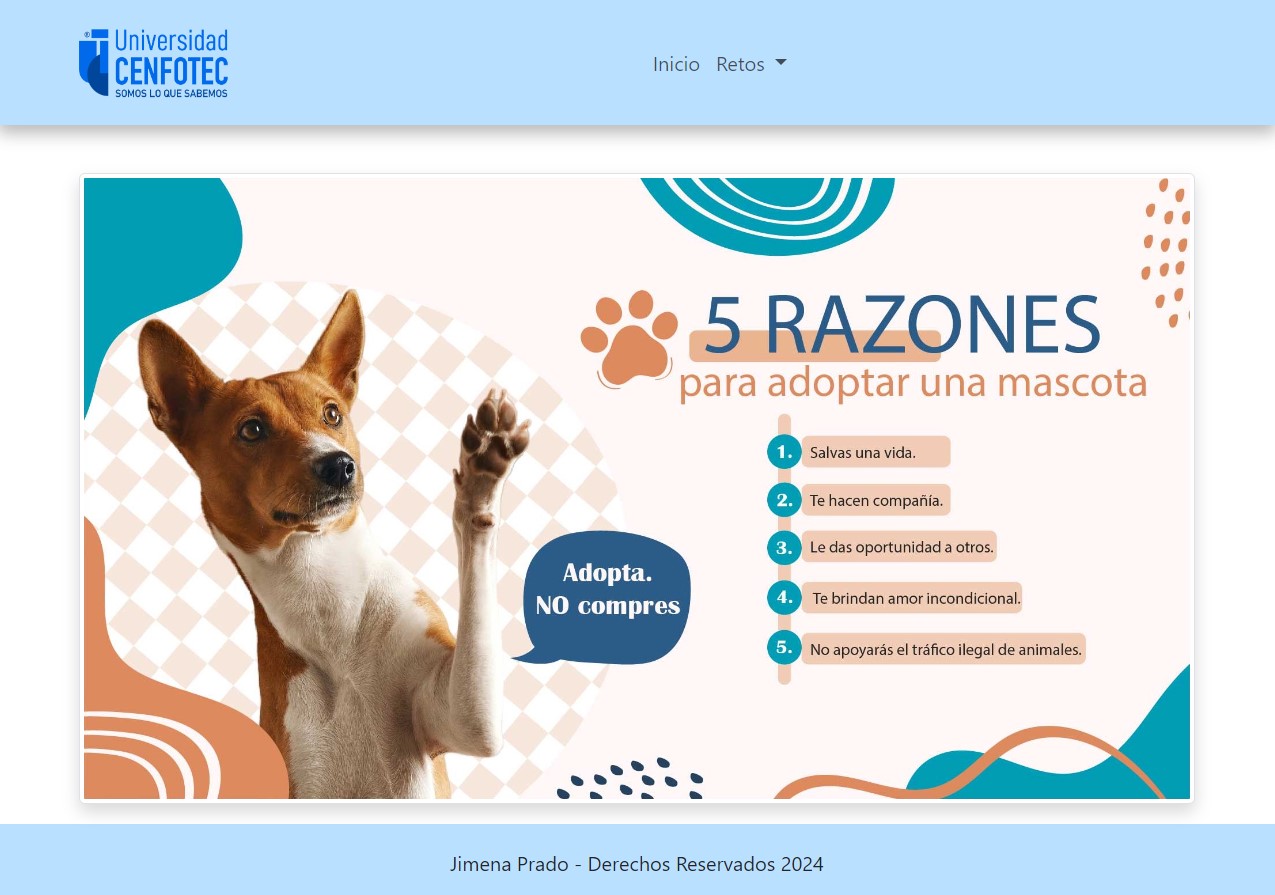 ® Universidad
CENFOTEC
SOMOS LO QUE SABEMOS
Inicio Retos
5 RAZONES
para adoptar una mascota
1. Salvas una vida.
2. Te hacen compañía.
3. Le das oportunidad a otros.
4. Te brindan amor incondicional.
5. No apoyarás el tráfico ilegal de animales.
Adopta.
NO compres
Jimena Prado - Derechos Reservados 2024